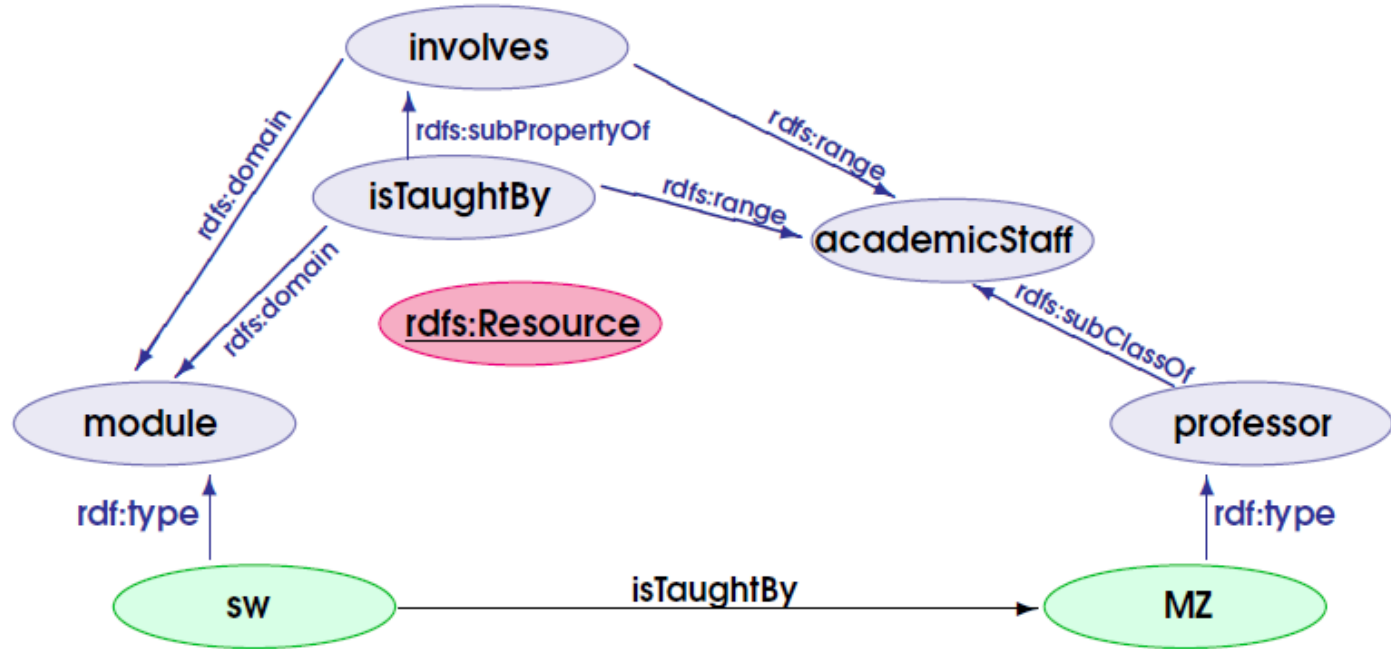 involves
rdfs:domain
rdfs:subPropertyOf
rdfs:range
isTaughtBy
rdfs:range
rdfs:domain
academicStaff
rdfs:Resource
rdfs:subClassOf
module
professor
rdf:type
rdf:type
sw
isTaughtBy
MZ